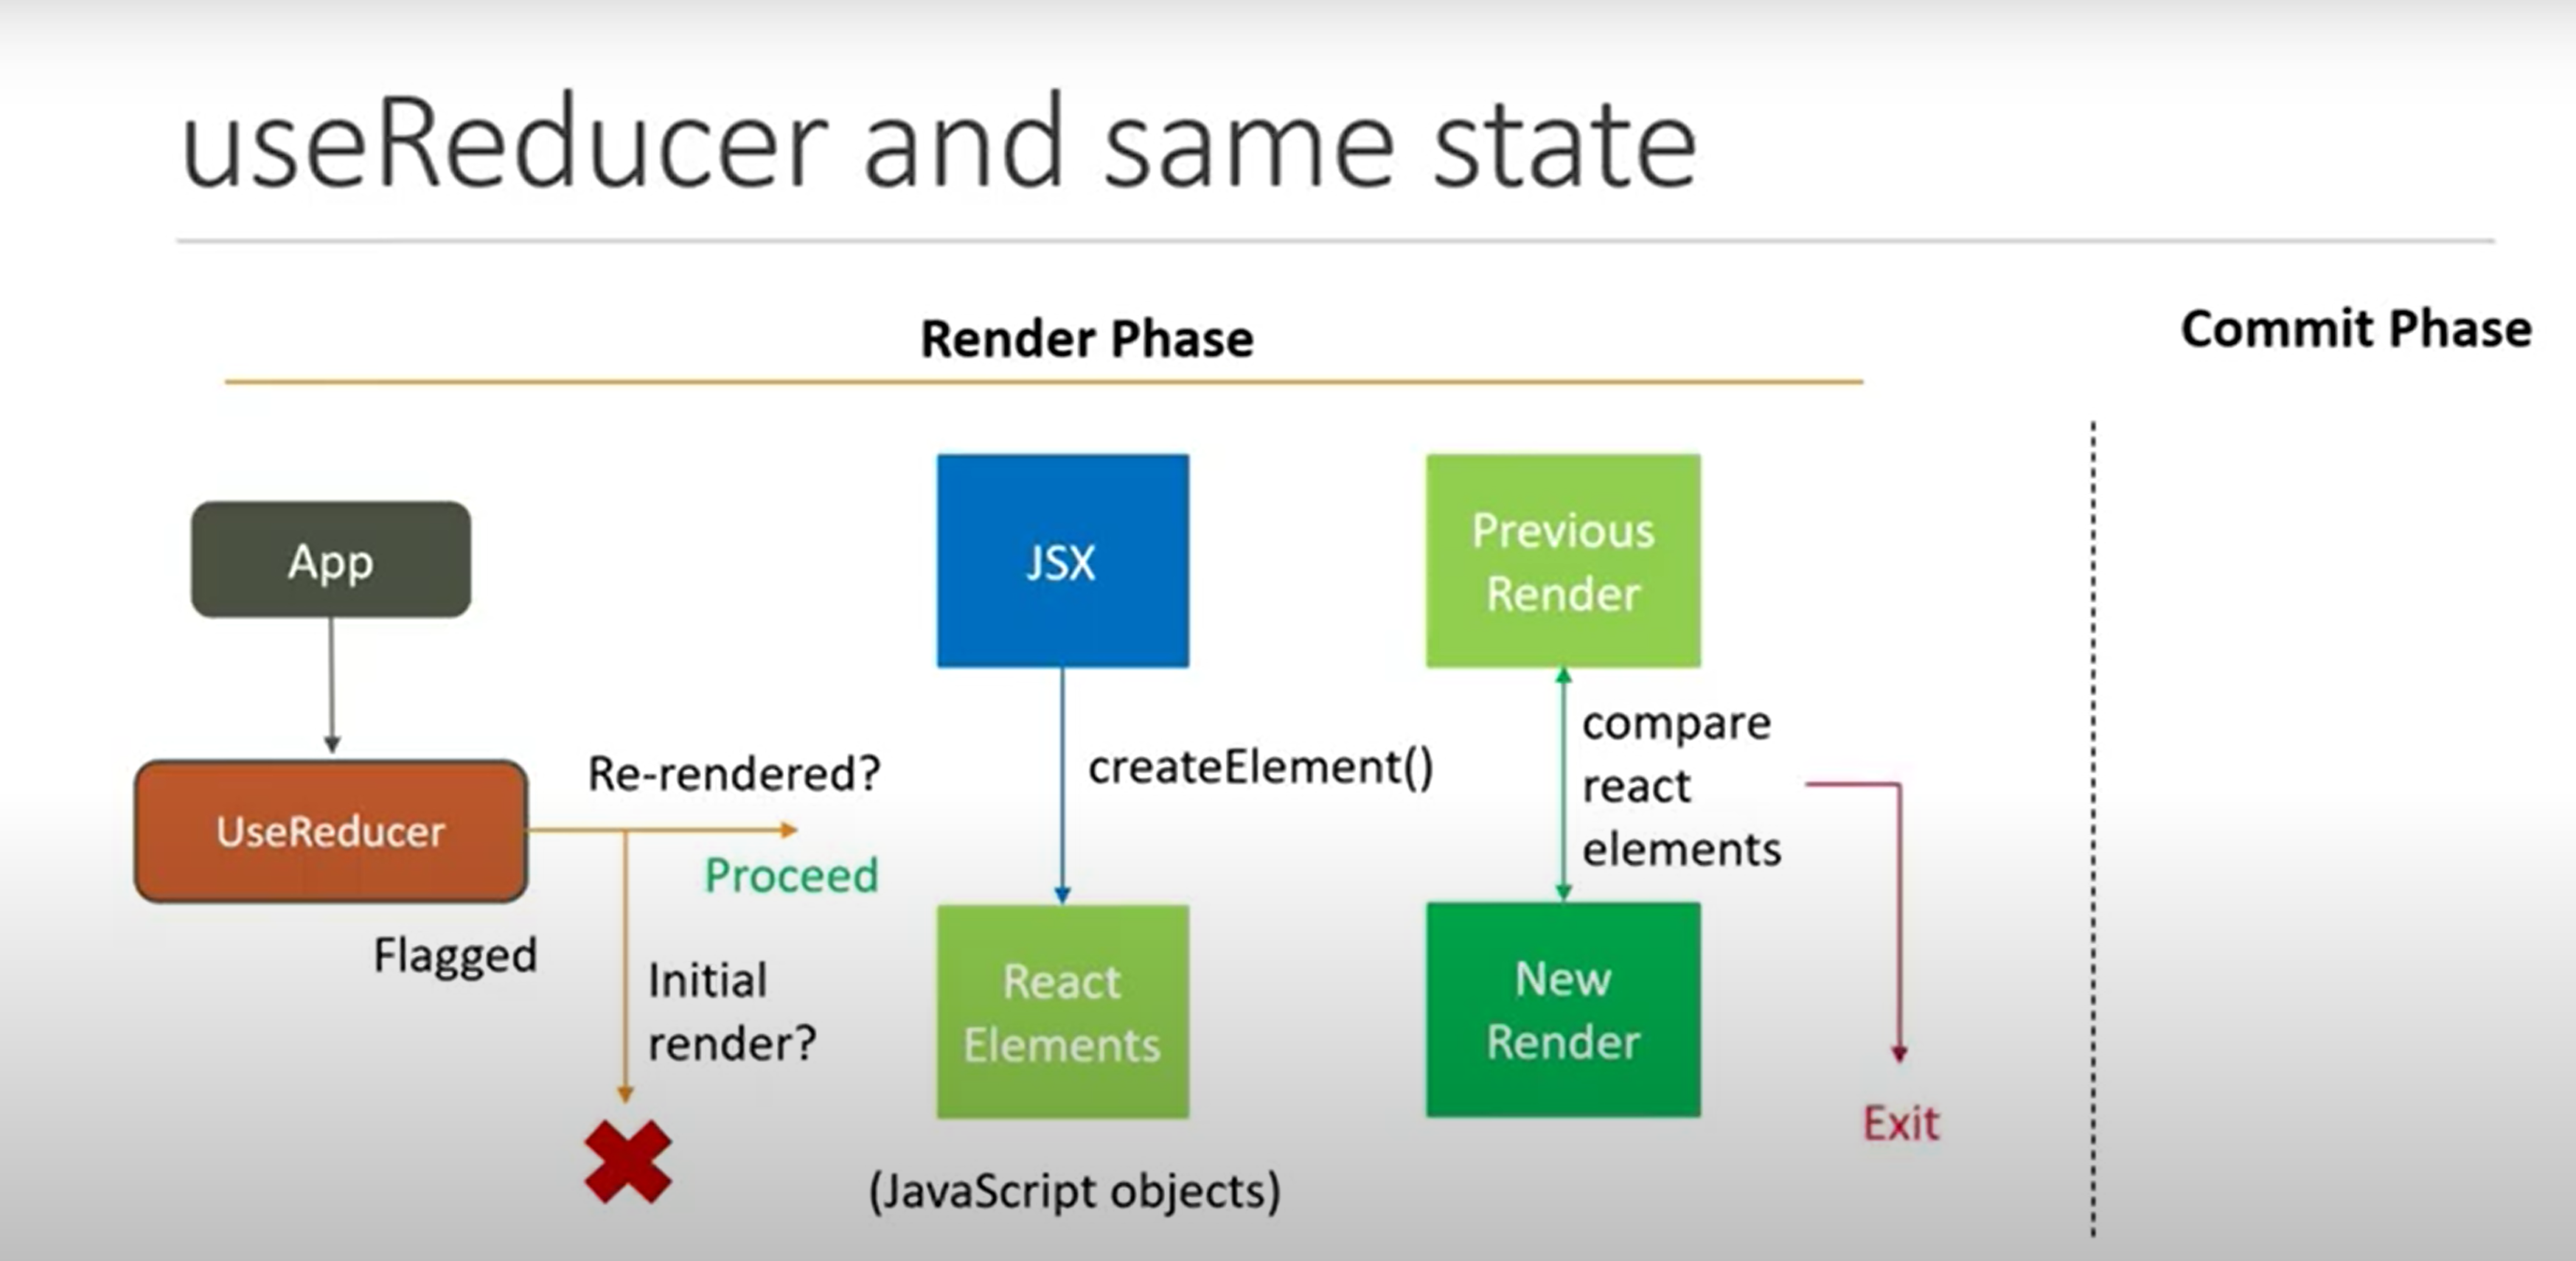 useReducer and same state
Render Phase
Commit Phase
App
UseReducer
Flagged
Re-rendered?
Proceed
Initial
render?
JSX
createElement()
React
Elements
(JavaScript objects)
Previous
Render
compare
react
elements
New
Render
Exit